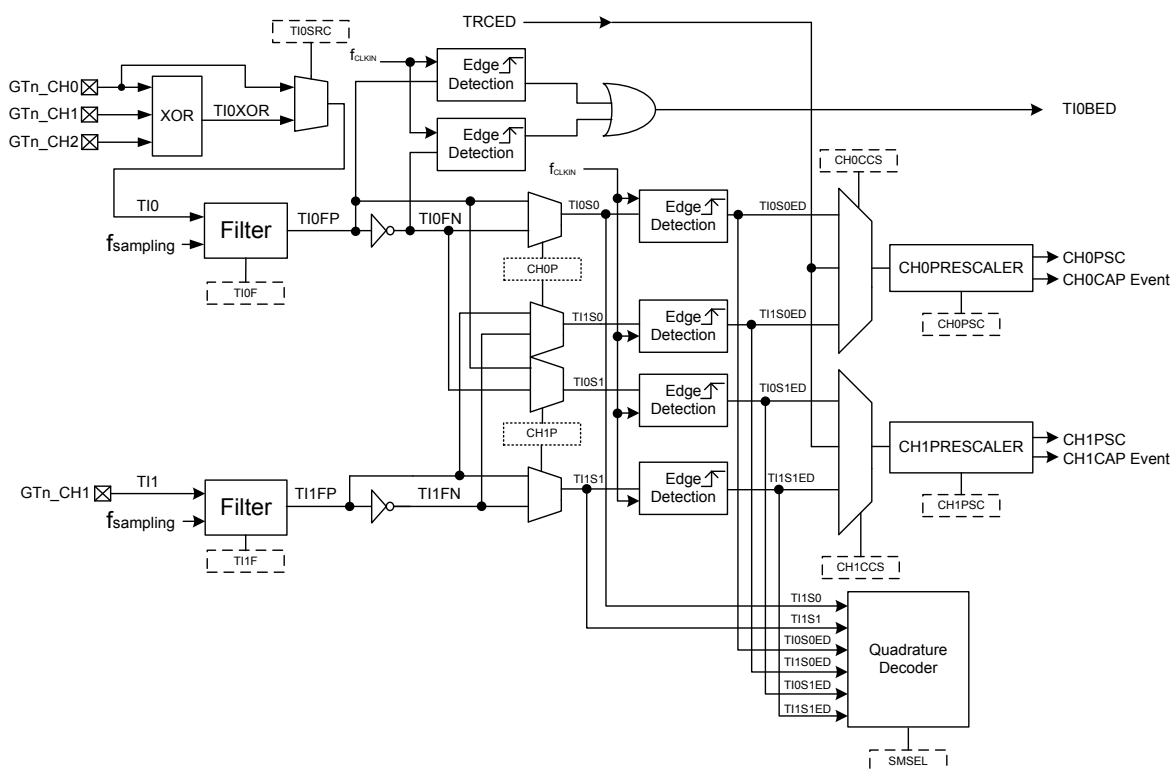 TRCED
TI0SRC
fCLKIN
Edge
Detection
GTn_CH0
GTn_CH1
GTn_CH2
XOR
TI0XOR
TI0BED
Edge
Detection
CH0CCS
fCLKIN
TI0
fsampling
Filter
TI0FP
TI0FN
TI0S0
Edge
Detection
TI0S0ED
CH0P
TI0F
CH0PRESCALER
CH0PSC
CH0CAP Event
CH0PSC
TI1S0
Edge
Detection
TI1S0ED
TI0S1
Edge
Detection
TI0S1ED
CH1P
CH1PRESCALER
CH1PSC
CH1CAP Event
CH1PSC
GTn_CH1
TI1
fsampling
Filter
TI1FP
TI1FN
TI1S1
Edge
Detection
TI1S1ED
TI1F
CH1CCS
TI1S0
TI1S1
TI0S0ED
TI1S0ED
TI0S1ED
TI1S1ED
Quadrature
Decoder
SMSEL